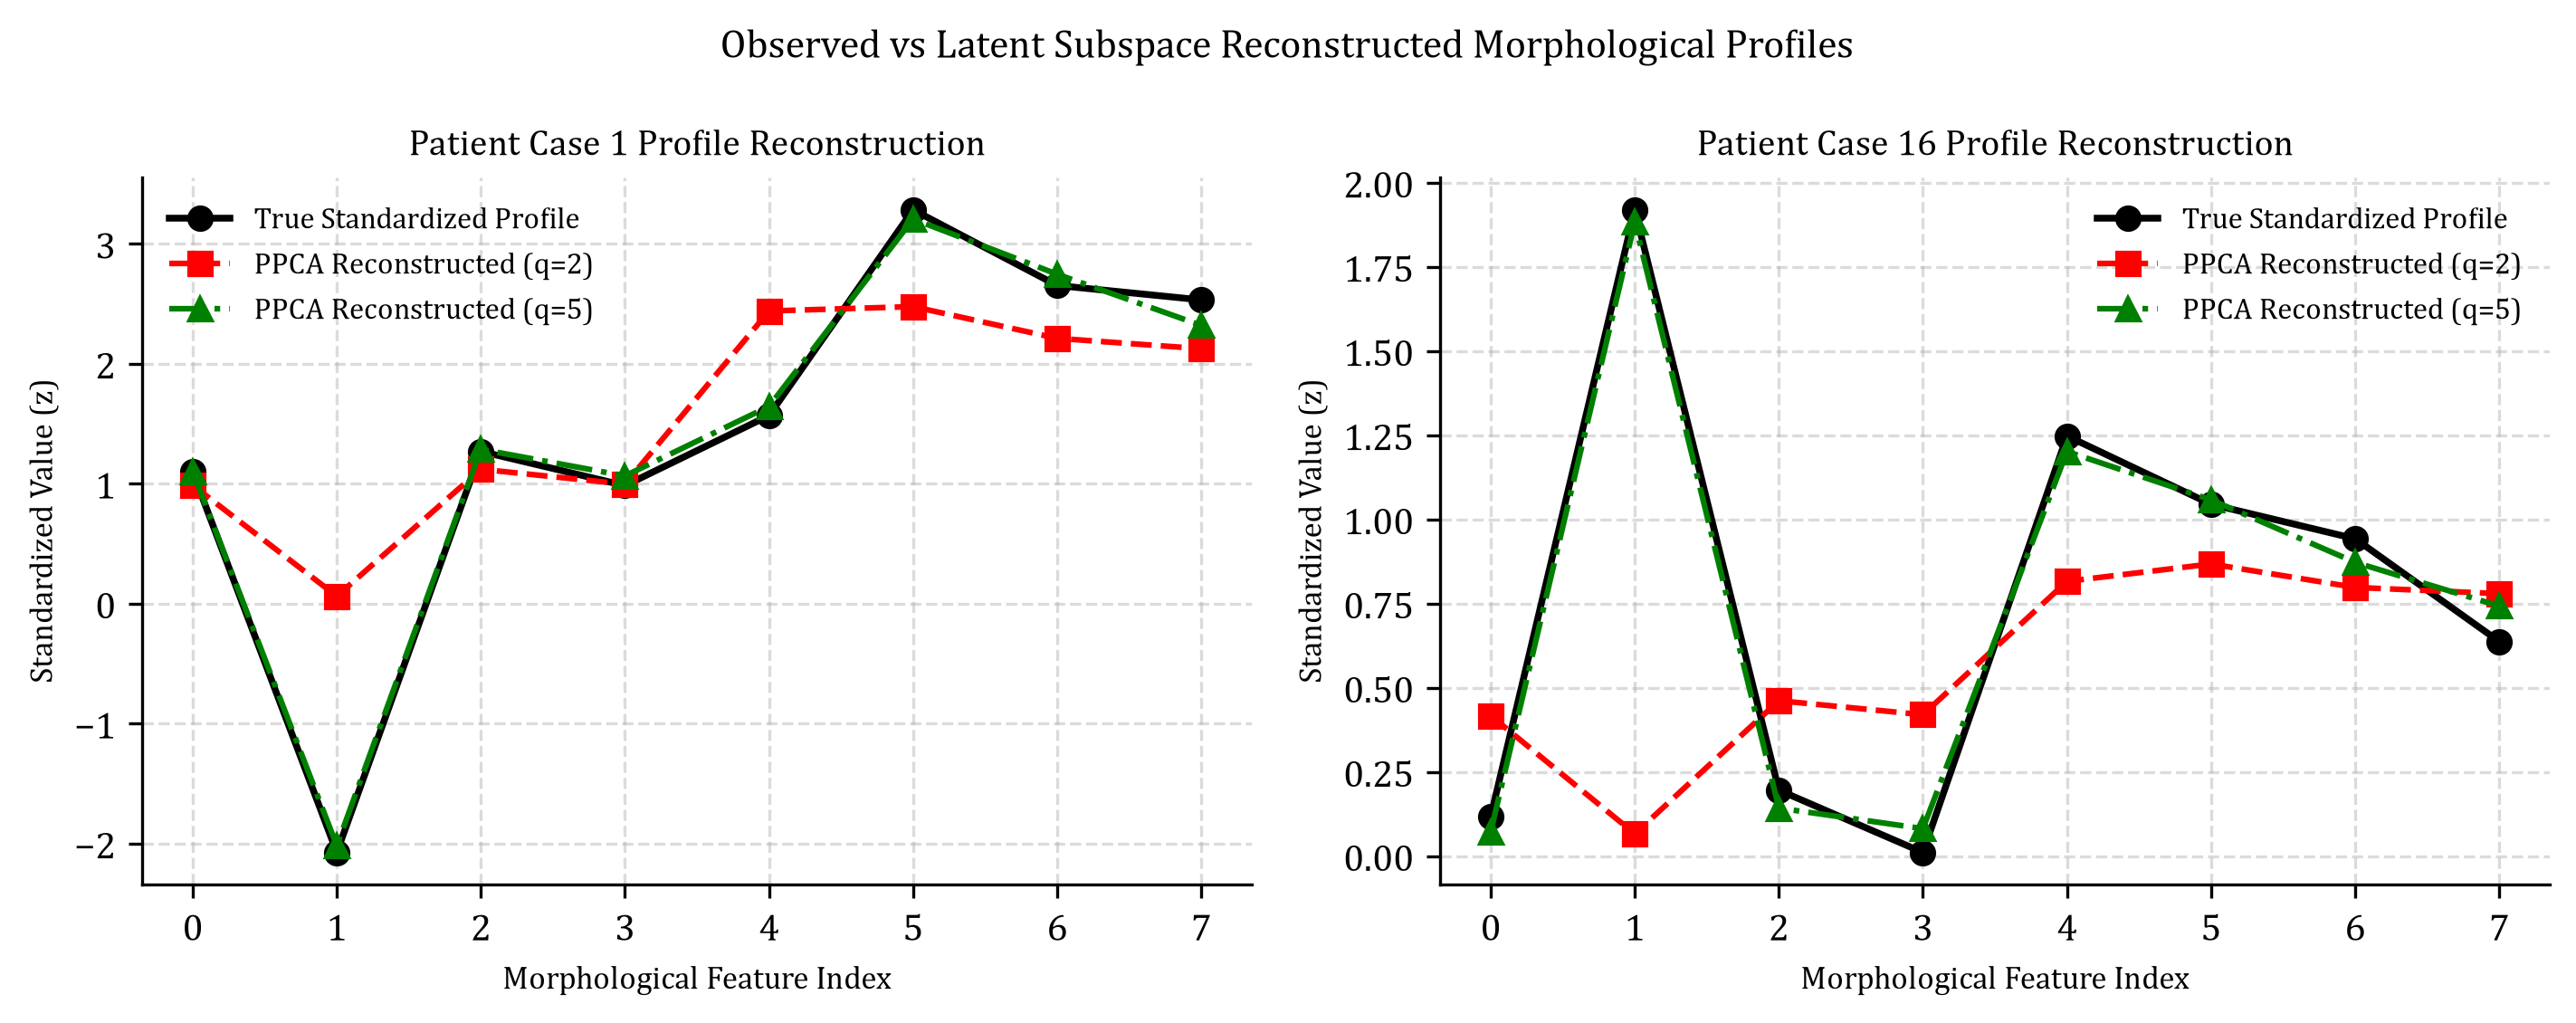 Observed vs Latent Subspace Reconstructed Morphological Profiles
Patient Case 1 Profile Reconstruction
True Standardized Profile
PPCA Reconstructed (q=2)
PPCA Reconstructed (q=5)
Standardized Value (z)
3
2
1
0
−1
−2
0 1 2 3 4 5 6 7
Morphological Feature Index
Patient Case 16 Profile Reconstruction
True Standardized Profile
PPCA Reconstructed (q=2)
PPCA Reconstructed (q=5)
Standardized Value (z)
2.00
1.75
1.50
1.25
1.00
0.75
0.50
0.25
0.00
0 1 2 3 4 5 6 7
Morphological Feature Index